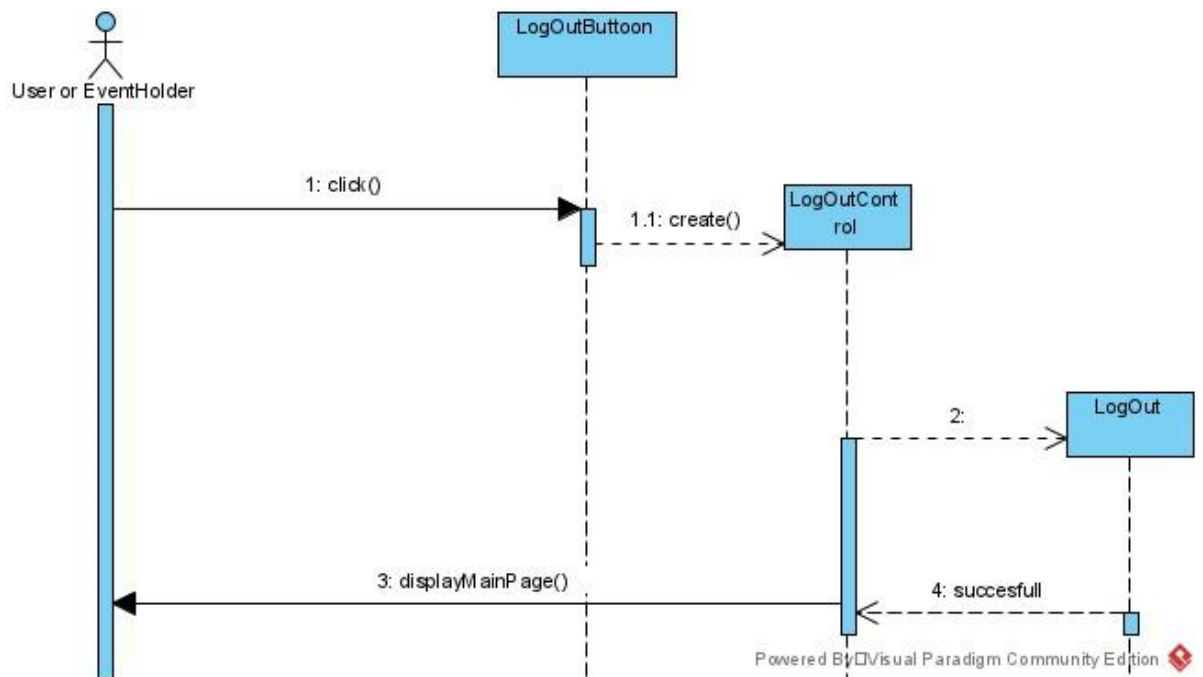 LogOutButtoon
User or EventHolder
1: click()
LogOutCont
rol
1.1: create()
LogOut
2:
3: displayMainPage()
4: succesfull
Powered By□Visual Paradigm Community Edition